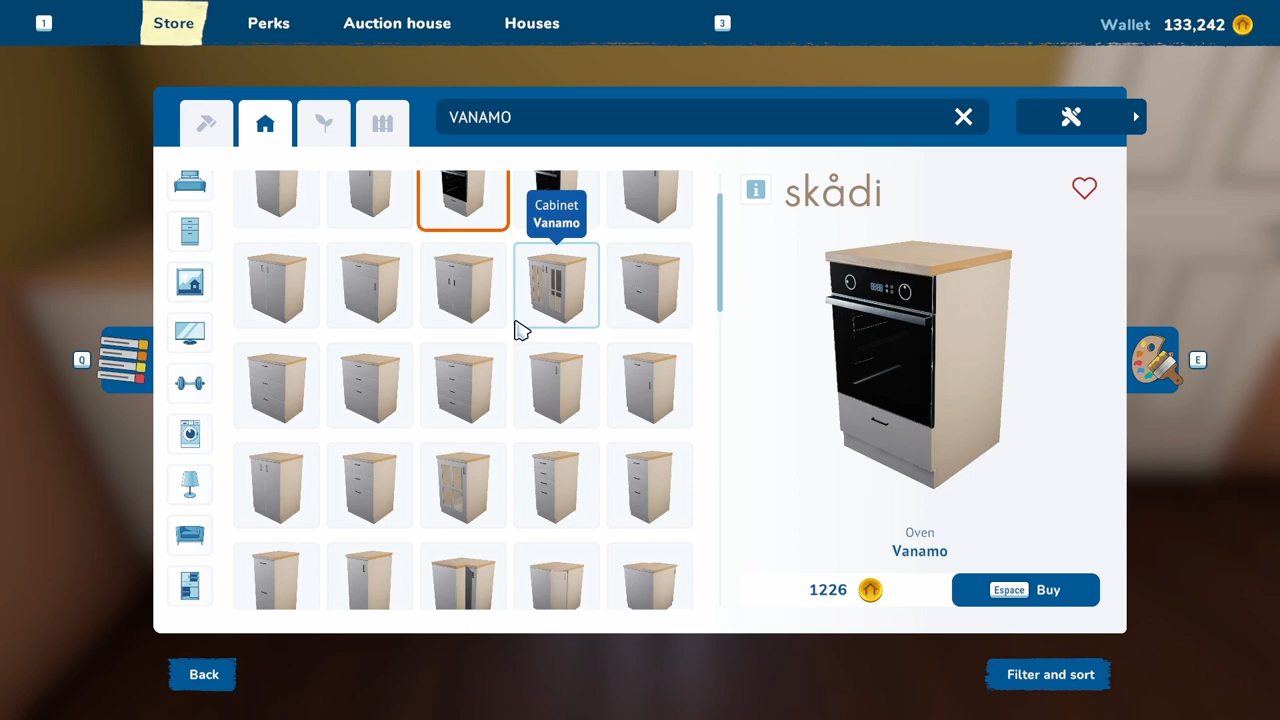 1
Store
Perks
Auction house
Houses
3
Wallet 133,242
VANAMO
Cabinet
Vanamo
i
skådi
Q
E
Oven
Vanamo
1226
Espace Buy
Back
Filter and sort